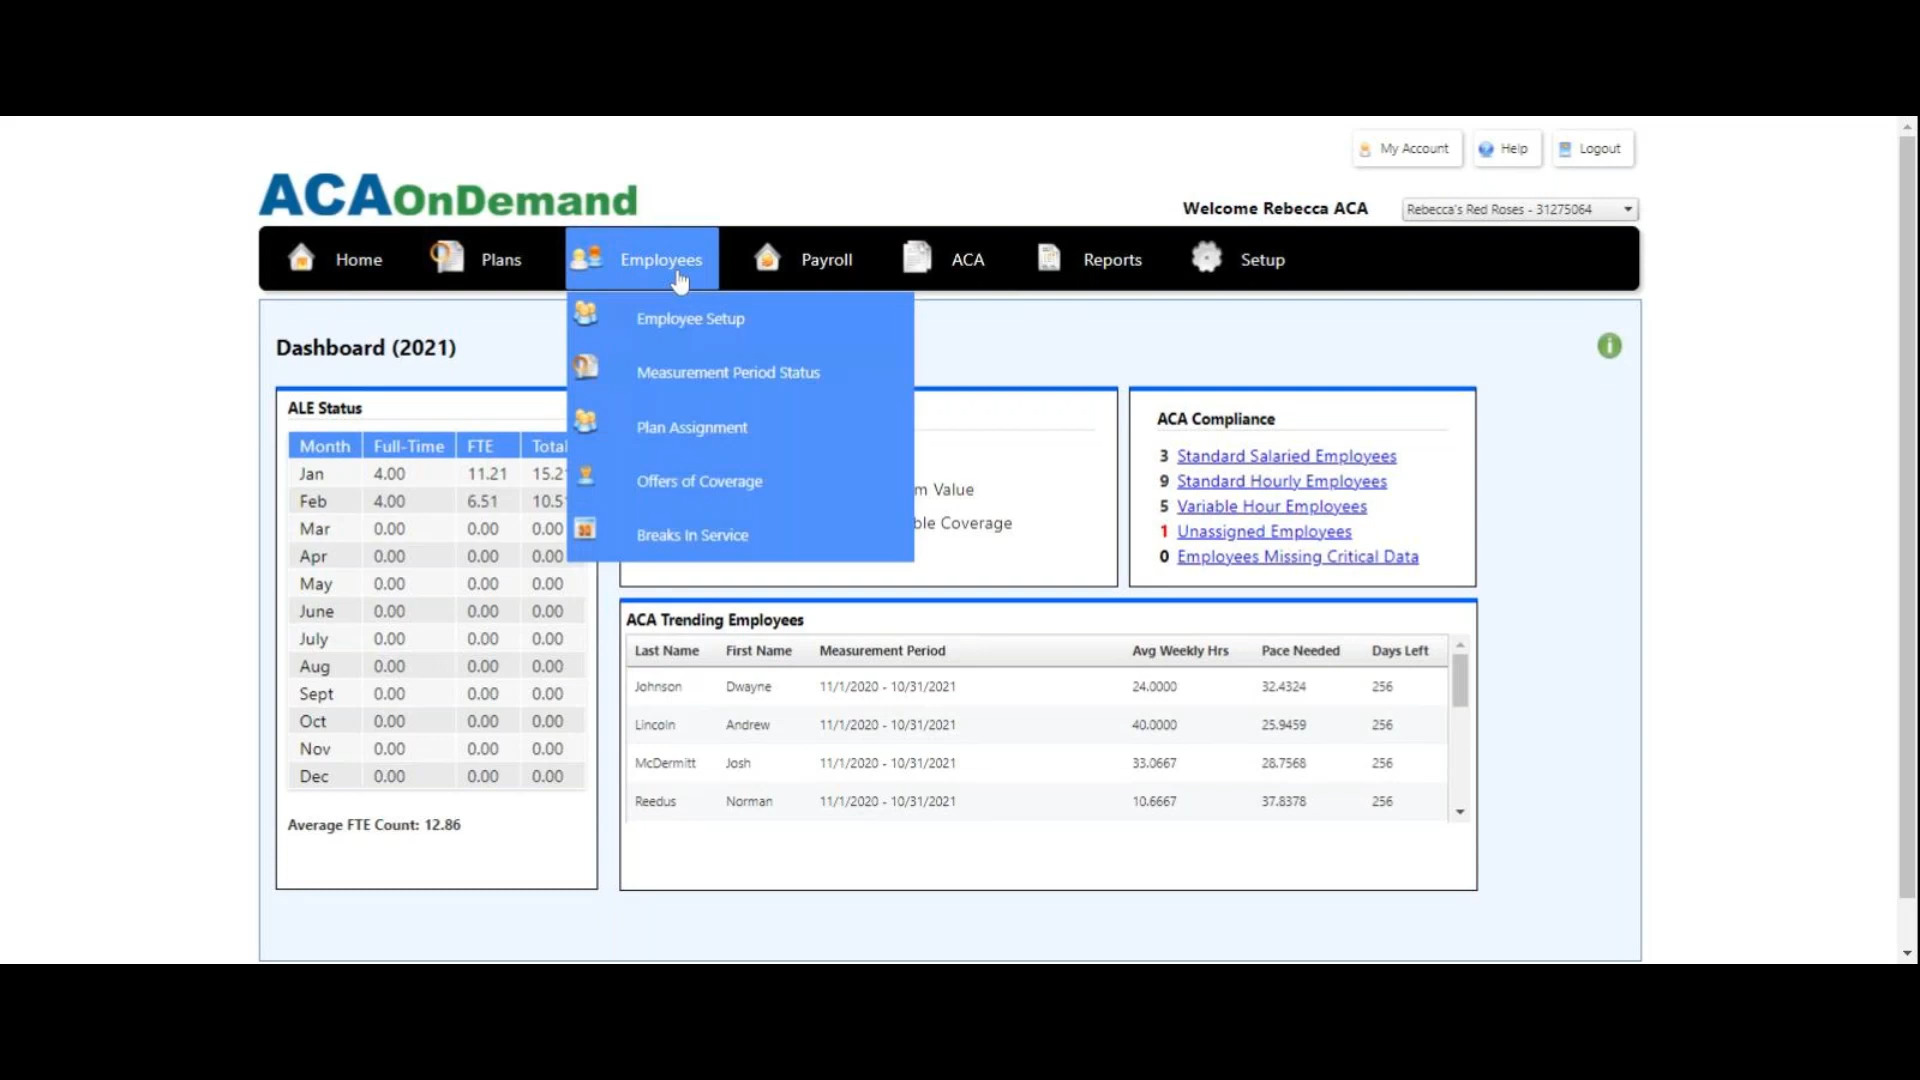 My Account Help Logout
ACAOnDemand
Welcome Rebecca ACA Rebecca's Red Roses - 31275064
Home Plans Employees Payroll ACA Reports Setup
Employee Setup
Measurement Period Status
Plan Assignment
Offers of Coverage
Breaks In Service
Dashboard (2021)
ALE Status
Month Full-Time FTE Total
Jan 4.00 11.21 15.2
Feb 4.00 6.51 10.5
Mar 0.00 0.00 0.00
Apr 0.00 0.00 0.00
May 0.00 0.00 0.00
June 0.00 0.00 0.00
July 0.00 0.00 0.00
Aug 0.00 0.00 0.00
Sept 0.00 0.00 0.00
Oct 0.00 0.00 0.00
Nov 0.00 0.00 0.00
Dec 0.00 0.00 0.00
Average FTE Count: 12.86
m Value
ble Coverage
ACA Compliance
3 Standard Salaried Employees
9 Standard Hourly Employees
5 Variable Hour Employees
1 Unassigned Employees
0 Employees Missing Critical Data
ACA Trending Employees
Last Name First Name Measurement Period Avg Weekly Hrs Pace Needed Days Left
Johnson Dwayne 11/1/2020 - 10/31/2021 24.0000 32.4324 256
Lincoln Andrew 11/1/2020 - 10/31/2021 40.0000 25.9459 256
McDermitt Josh 11/1/2020 - 10/31/2021 33.0667 28.7568 256
Reedus Norman 11/1/2020 - 10/31/2021 10.6667 37.8378 256